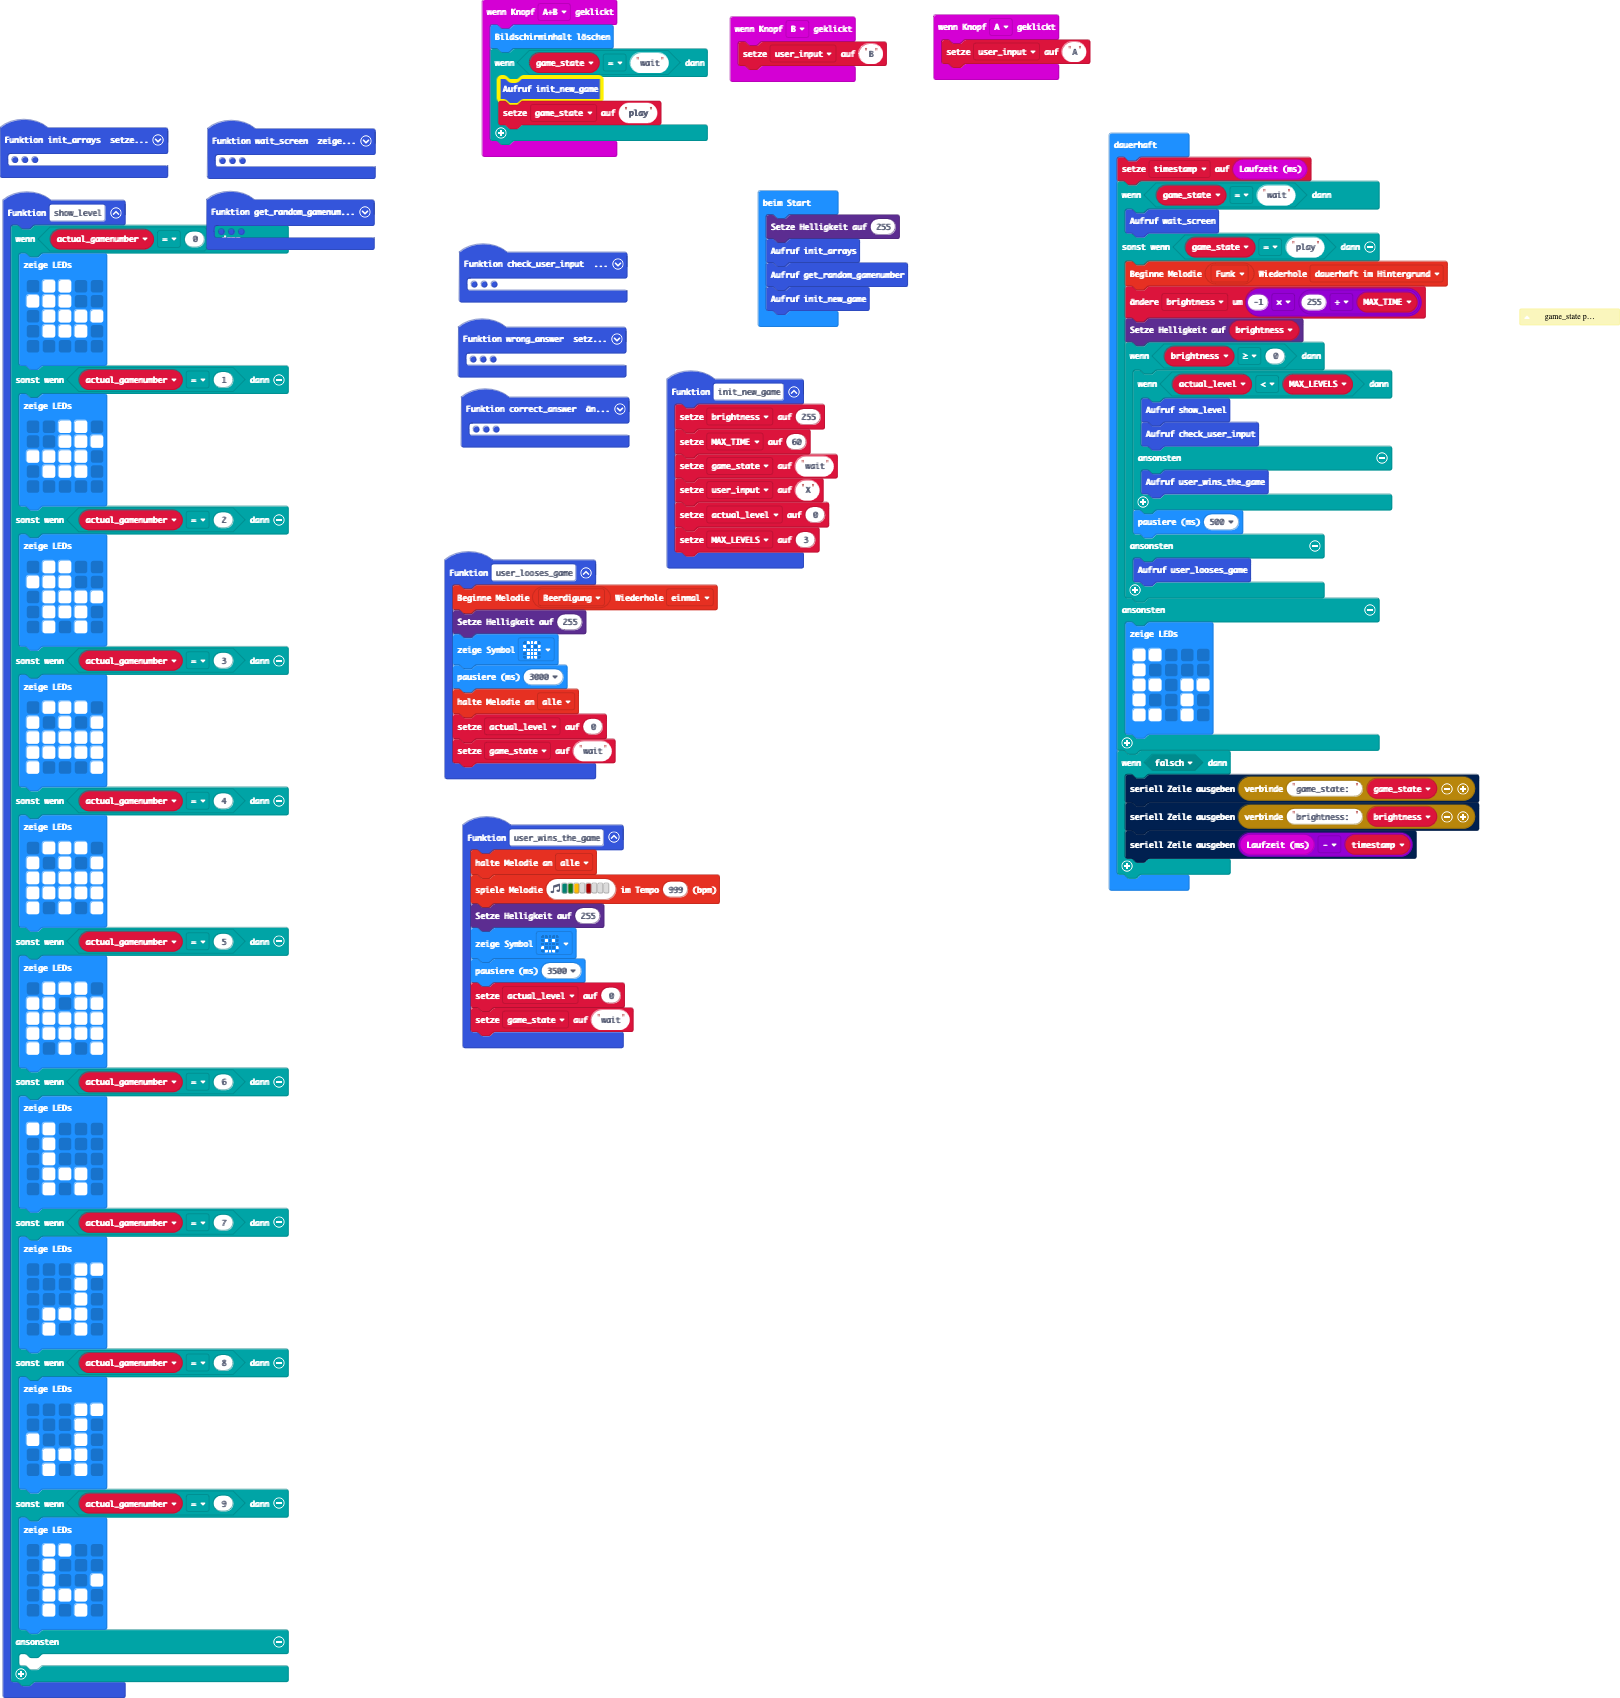 wenn Knopf A+B geklickt
Bildschirminhalt löschen
wenn game_state = "wait" dann
Aufruf init_new_game
setze game_state auf "play"
wenn Knopf B geklickt
setze user_input auf "B"
wenn Knopf A geklickt
setze user_input auf "A"
Funktion init_arrays setze...
Funktion wait_screen zeige...
Funktion get_random_gamenum...
Funktion show_level
wenn actual_gamenumber = 0
zeige LEDs
sonst wenn actual_gamenumber = 1 dann
zeige LEDs
sonst wenn actual_gamenumber = 2 dann
zeige LEDs
sonst wenn actual_gamenumber = 3 dann
zeige LEDs
sonst wenn actual_gamenumber = 4 dann
zeige LEDs
sonst wenn actual_gamenumber = 5 dann
zeige LEDs
sonst wenn actual_gamenumber = 6 dann
zeige LEDs
sonst wenn actual_gamenumber = 7 dann
zeige LEDs
sonst wenn actual_gamenumber = 8 dann
zeige LEDs
sonst wenn actual_gamenumber = 9 dann
zeige LEDs
ansonsten
Funktion check_user_input ...
Funktion wrong_answer setz...
Funktion correct_answer än...
beim Start
Setze Helligkeit auf 255
Aufruf init_arrays
Aufruf get_random_gamenumber
Aufruf init_new_game
Funktion init_new_game
setze brightness auf 255
setze MAX_TIME auf 60
setze game_state auf "wait"
setze user_input auf "X"
setze actual_level auf 0
setze MAX_LEVELS auf 3
Funktion user_looses_game
Beginne Melodie Beerdigung Wiederhole einmal
Setze Helligkeit auf 255
zeige Symbol
pausiere (ms) 3000
halte Melodie an alle
setze actual_level auf 0
setze game_state auf "wait"
Funktion user_wins_the_game
halte Melodie an alle
spiele Melodie im Tempo 999 (bpm)
Setze Helligkeit auf 255
zeige Symbol
pausiere (ms) 3500
setze actual_level auf 0
setze game_state auf "wait"
dauerhaft
setze timestamp auf Laufzeit (ms)
wenn game_state = "wait" dann
Aufruf wait_screen
sonst wenn game_state = "play" dann
Beginne Melodie Funk Wiederhole dauerhaft im Hintergrund
ändere brightness um -1 × 255 ÷ MAX_TIME
Setze Helligkeit auf brightness
wenn brightness ≥ 0 dann
wenn actual_level < MAX_LEVELS dann
Aufruf show_level
Aufruf check_user_input
ansonsten
Aufruf user_wins_the_game
pausiere (ms) 500
ansonsten
Aufruf user_looses_game
ansonsten
zeige LEDs
wenn falsch dann
seriell Zeile ausgeben verbinde "game_state: " game_state
seriell Zeile ausgeben verbinde "brightness: " brightness
seriell Zeile ausgeben Laufzeit (ms) - timestamp
game_state p...